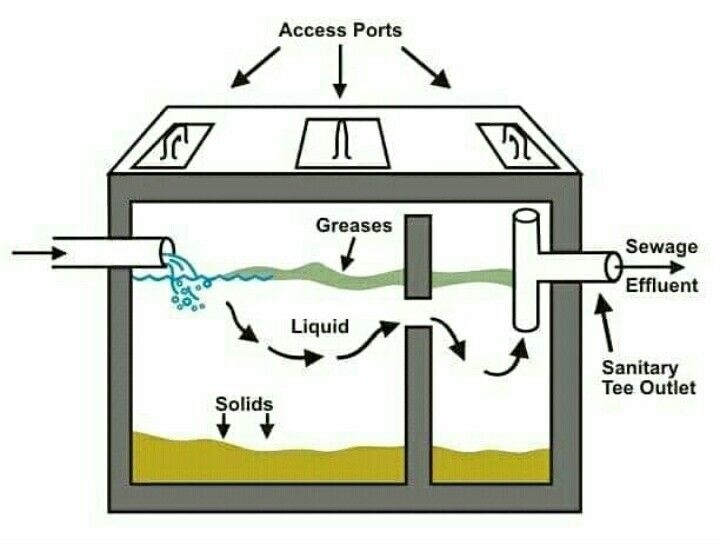 Access Ports
Greases
Sewage
Effluent
Liquid
Sanitary
Tee Outlet
Solids